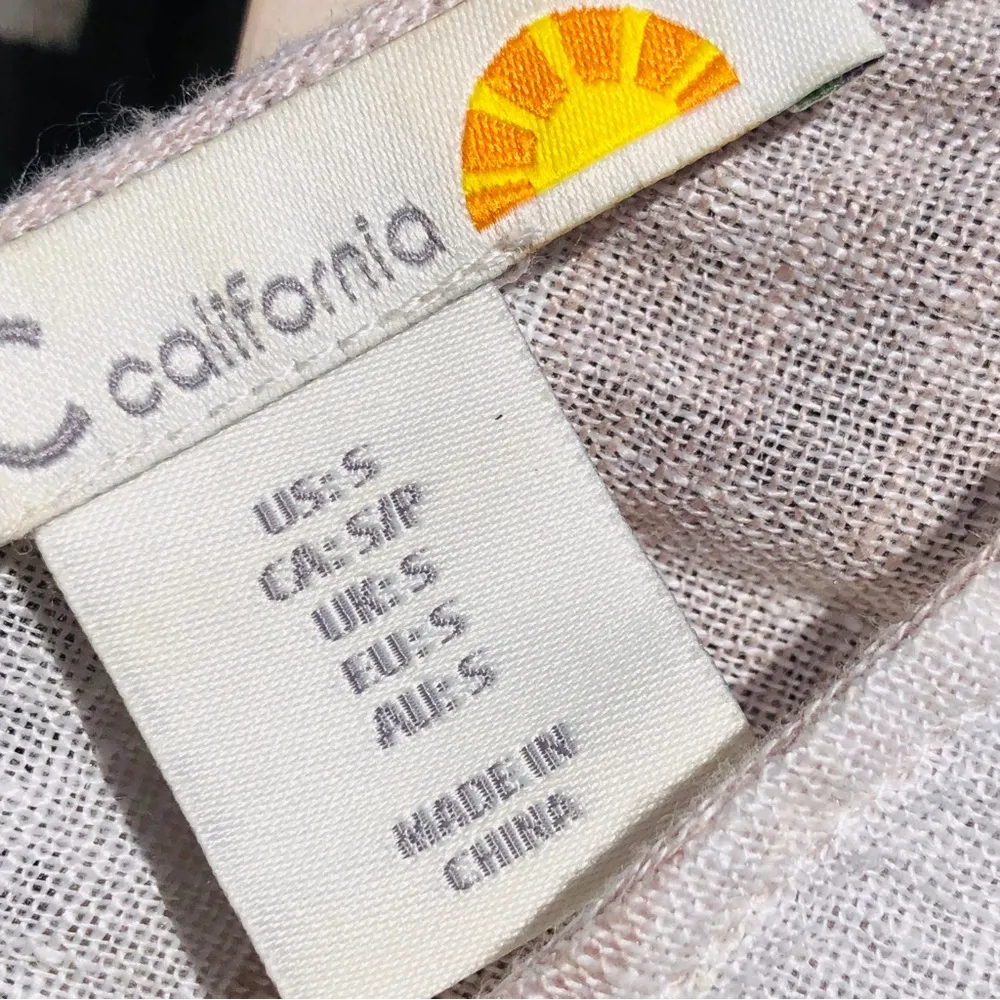 C california
US: S
CA: S/P
UK: S
EU: S
AU: S
MADE IN
CHINA